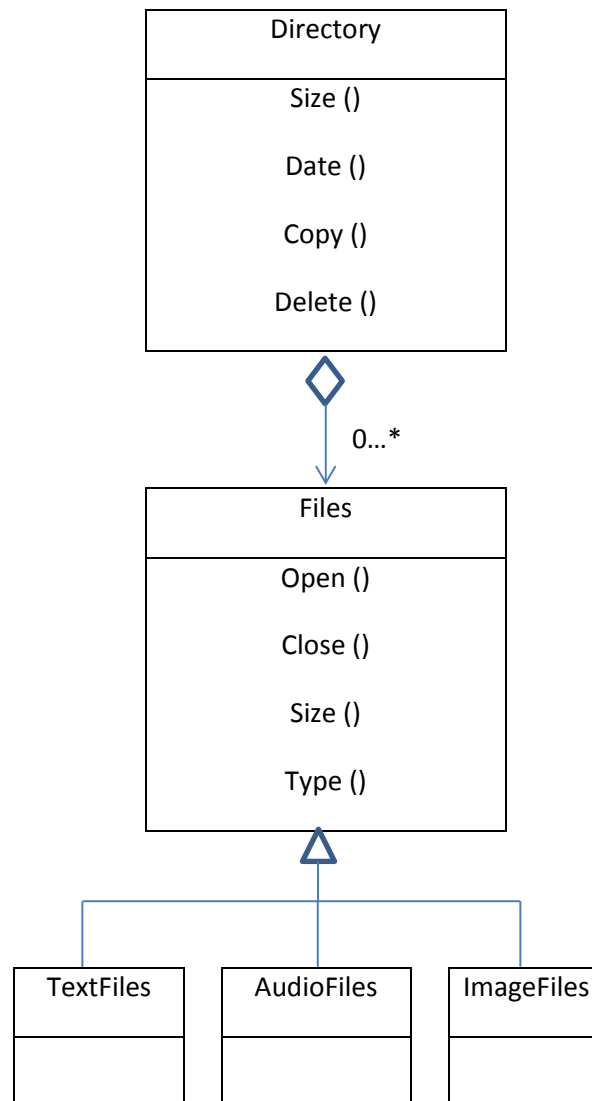 Directory
Size ()
Date ()
Copy ()
Delete ()
0...*
Files
Open ()
Close ()
Size ()
Type ()
TextFiles
AudioFiles
ImageFiles